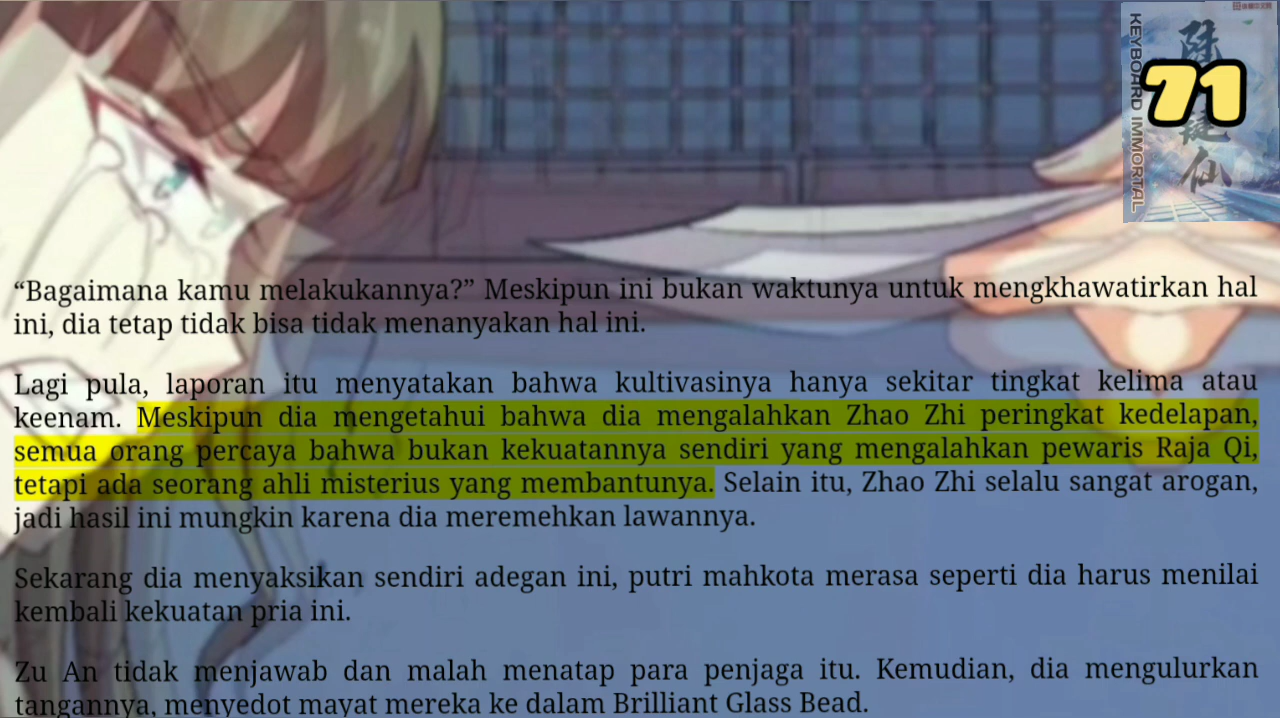 71
KEYBOARD IMMORTAL
仙
“Bagaimana kamu melakukannya?” Meskipun ini bukan waktunya untuk mengkhawatirkan hal
ini, dia tetap tidak bisa tidak menanyakan hal ini.
Lagi pula, laporan itu menyatakan bahwa kultivasinya hanya sekitar tingkat kelima atau
keenam. Meskipun dia mengetahui bahwa dia mengalahkan Zhao Zhi peringkat kedelapan,
semua orang percaya bahwa bukan kekuatannya sendiri yang mengalahkan pewaris Raja Qi,
tetapi ada seorang ahli misterius yang membantunya. Selain itu, Zhao Zhi selalu sangat arogan,
jadi hasil ini mungkin karena dia meremehkan lawannya.
Sekarang dia menyaksikan sendiri adegan ini, putri mahkota merasa seperti dia harus menilai
kembali kekuatan pria ini.
Zu An tidak menjawab dan malah menatap para penjaga itu. Kemudian, dia mengulurkan
tangannya, menyedot mayat mereka ke dalam Brilliant Glass Bead.